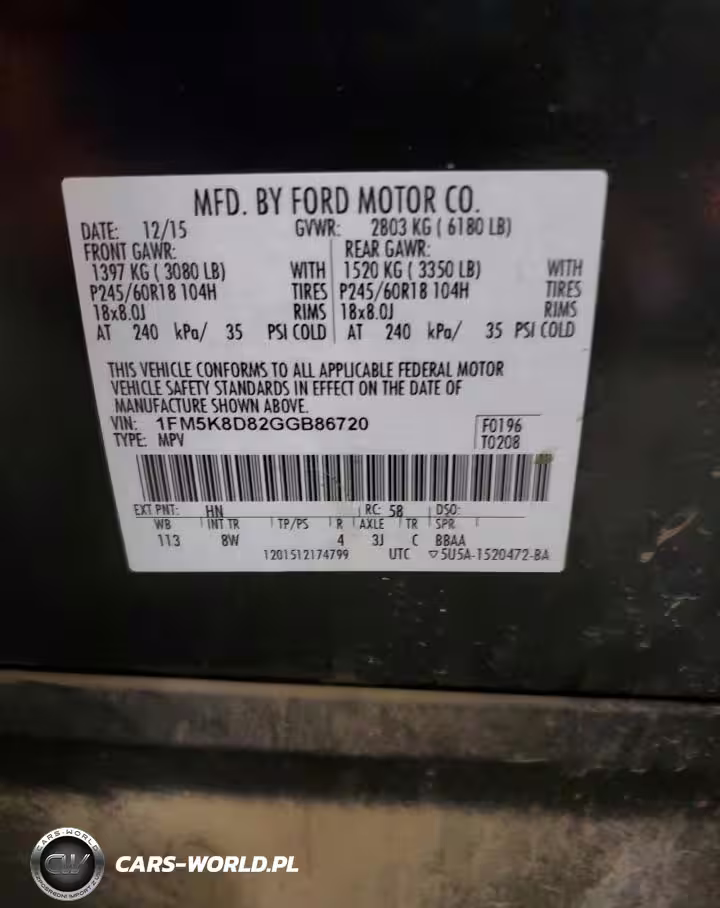 MFD. BY FORD MOTOR CO.
DATE: 12/15 GVWR: 2803 KG ( 6180 LB)
FRONT GAWR: REAR GAWR:
1397 KG ( 3080 LB) WITH 1520 KG ( 3350 LB) WITH
P245/60R18 104H TIRES P245/60R18 104H TIRES
18x8.0J RIMS 18x8.0J RIMS
AT 240 kPa/ 35 PSI COLD AT 240 kPa/ 35 PSI COLD
THIS VEHICLE CONFORMS TO ALL APPLICABLE FEDERAL MOTOR
VEHICLE SAFETY STANDARDS IN EFFECT ON THE DATE OF
MANUFACTURE SHOWN ABOVE.
VIN: 1FM5K8D82GGB86720 F0196
TYPE: MPV T0208
EXT PNT: HN RC: 58 DSO:
WB INT TR TP/PS R AXLE TR SPR
113 8W 4 3J C BBAA
1201512174799 UTC ▽5U5A-1520472-BA
CARS-WORLD
CW
CARS-WORLD.PL